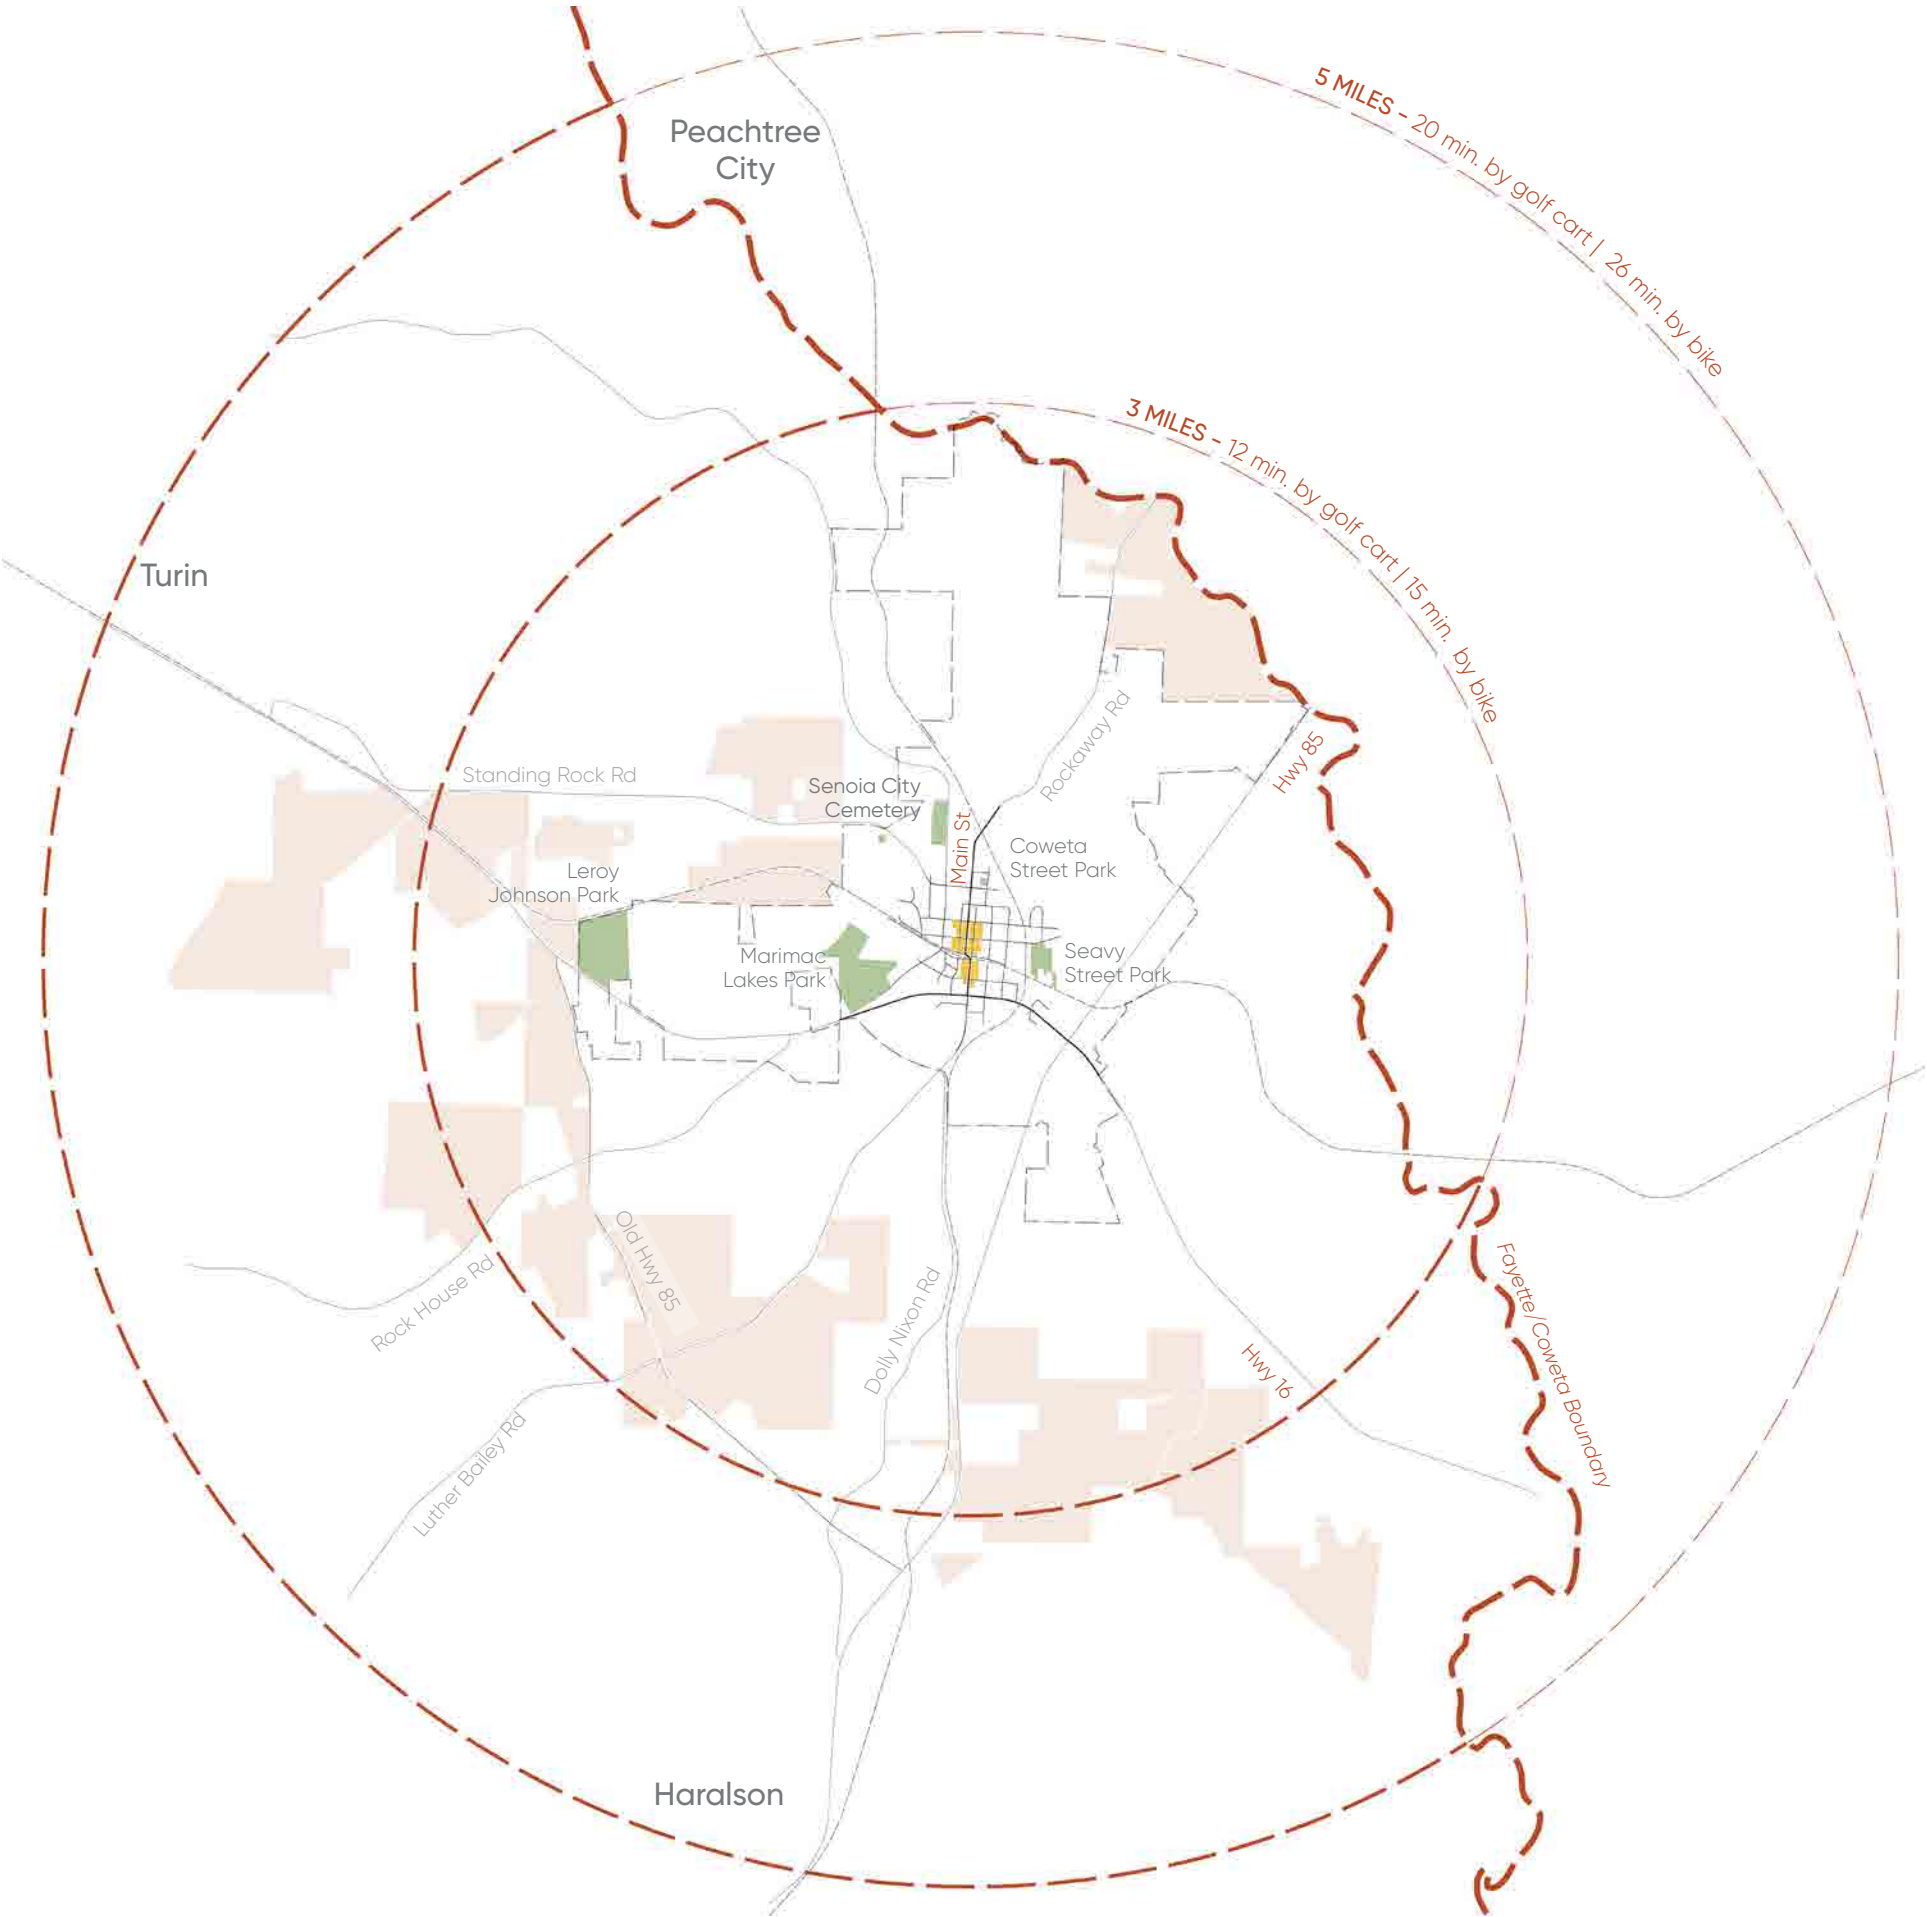 5 MILES - 20 min. by golf cart | 26 min. by bike
Peachtree
City
3 MILES - 12 min. by golf cart | 15 min. by bike
Turin
Rockaway Rd
Hwy 85
Standing Rock Rd
Senoia City
Cemetery
Main St
Coweta
Street Park
Leroy
Johnson Park
Marimac
Lakes Park
Seavy
Street Park
Old Hwy 85
Rock House Rd
Dolly Nixon Rd
Hwy 16
Fayette/Coweta Boundary
Luther Bailey Rd
Haralson